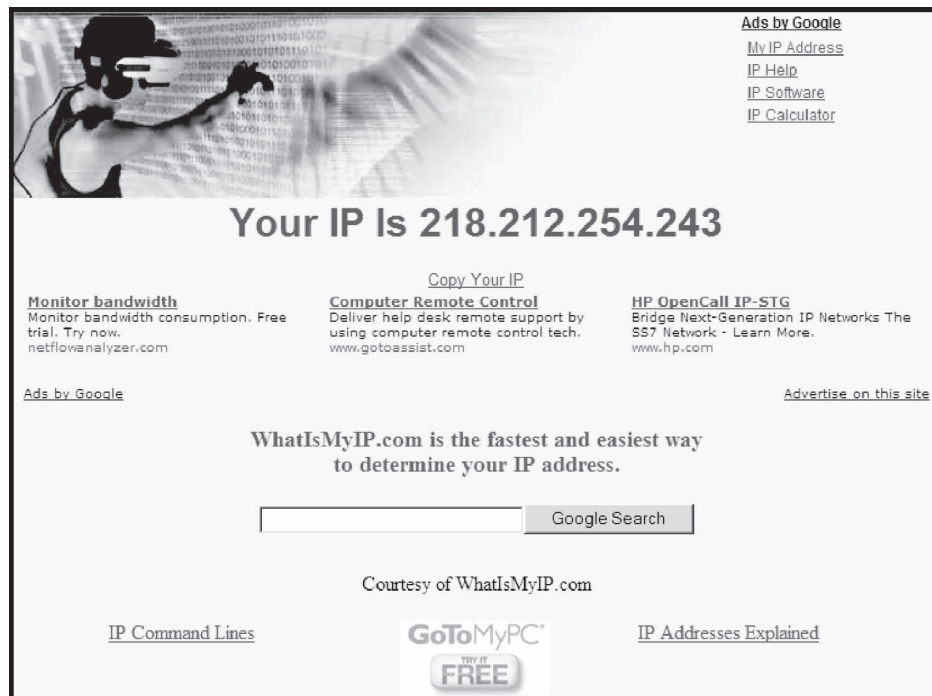 Ads by Google
My IP Address
IP Help
IP Software
IP Calculator
Your IP Is 218.212.254.243
Copy Your IP
Monitor bandwidth
Monitor bandwidth consumption. Free
trial. Try now.
netflowanalyzer.com
Computer Remote Control
Deliver help desk remote support by
using computer remote control tech.
www.gotoassist.com
HP OpenCall IP-STG
Bridge Next-Generation IP Networks The
SS7 Network - Learn More.
www.hp.com
Ads by Google
Advertise on this site
WhatIsMyIP.com is the fastest and easiest way
to determine your IP address.
Google Search
Courtesy of WhatIsMyIP.com
IP Command Lines
GoToMyPC
TRY IT
FREE
IP Addresses Explained